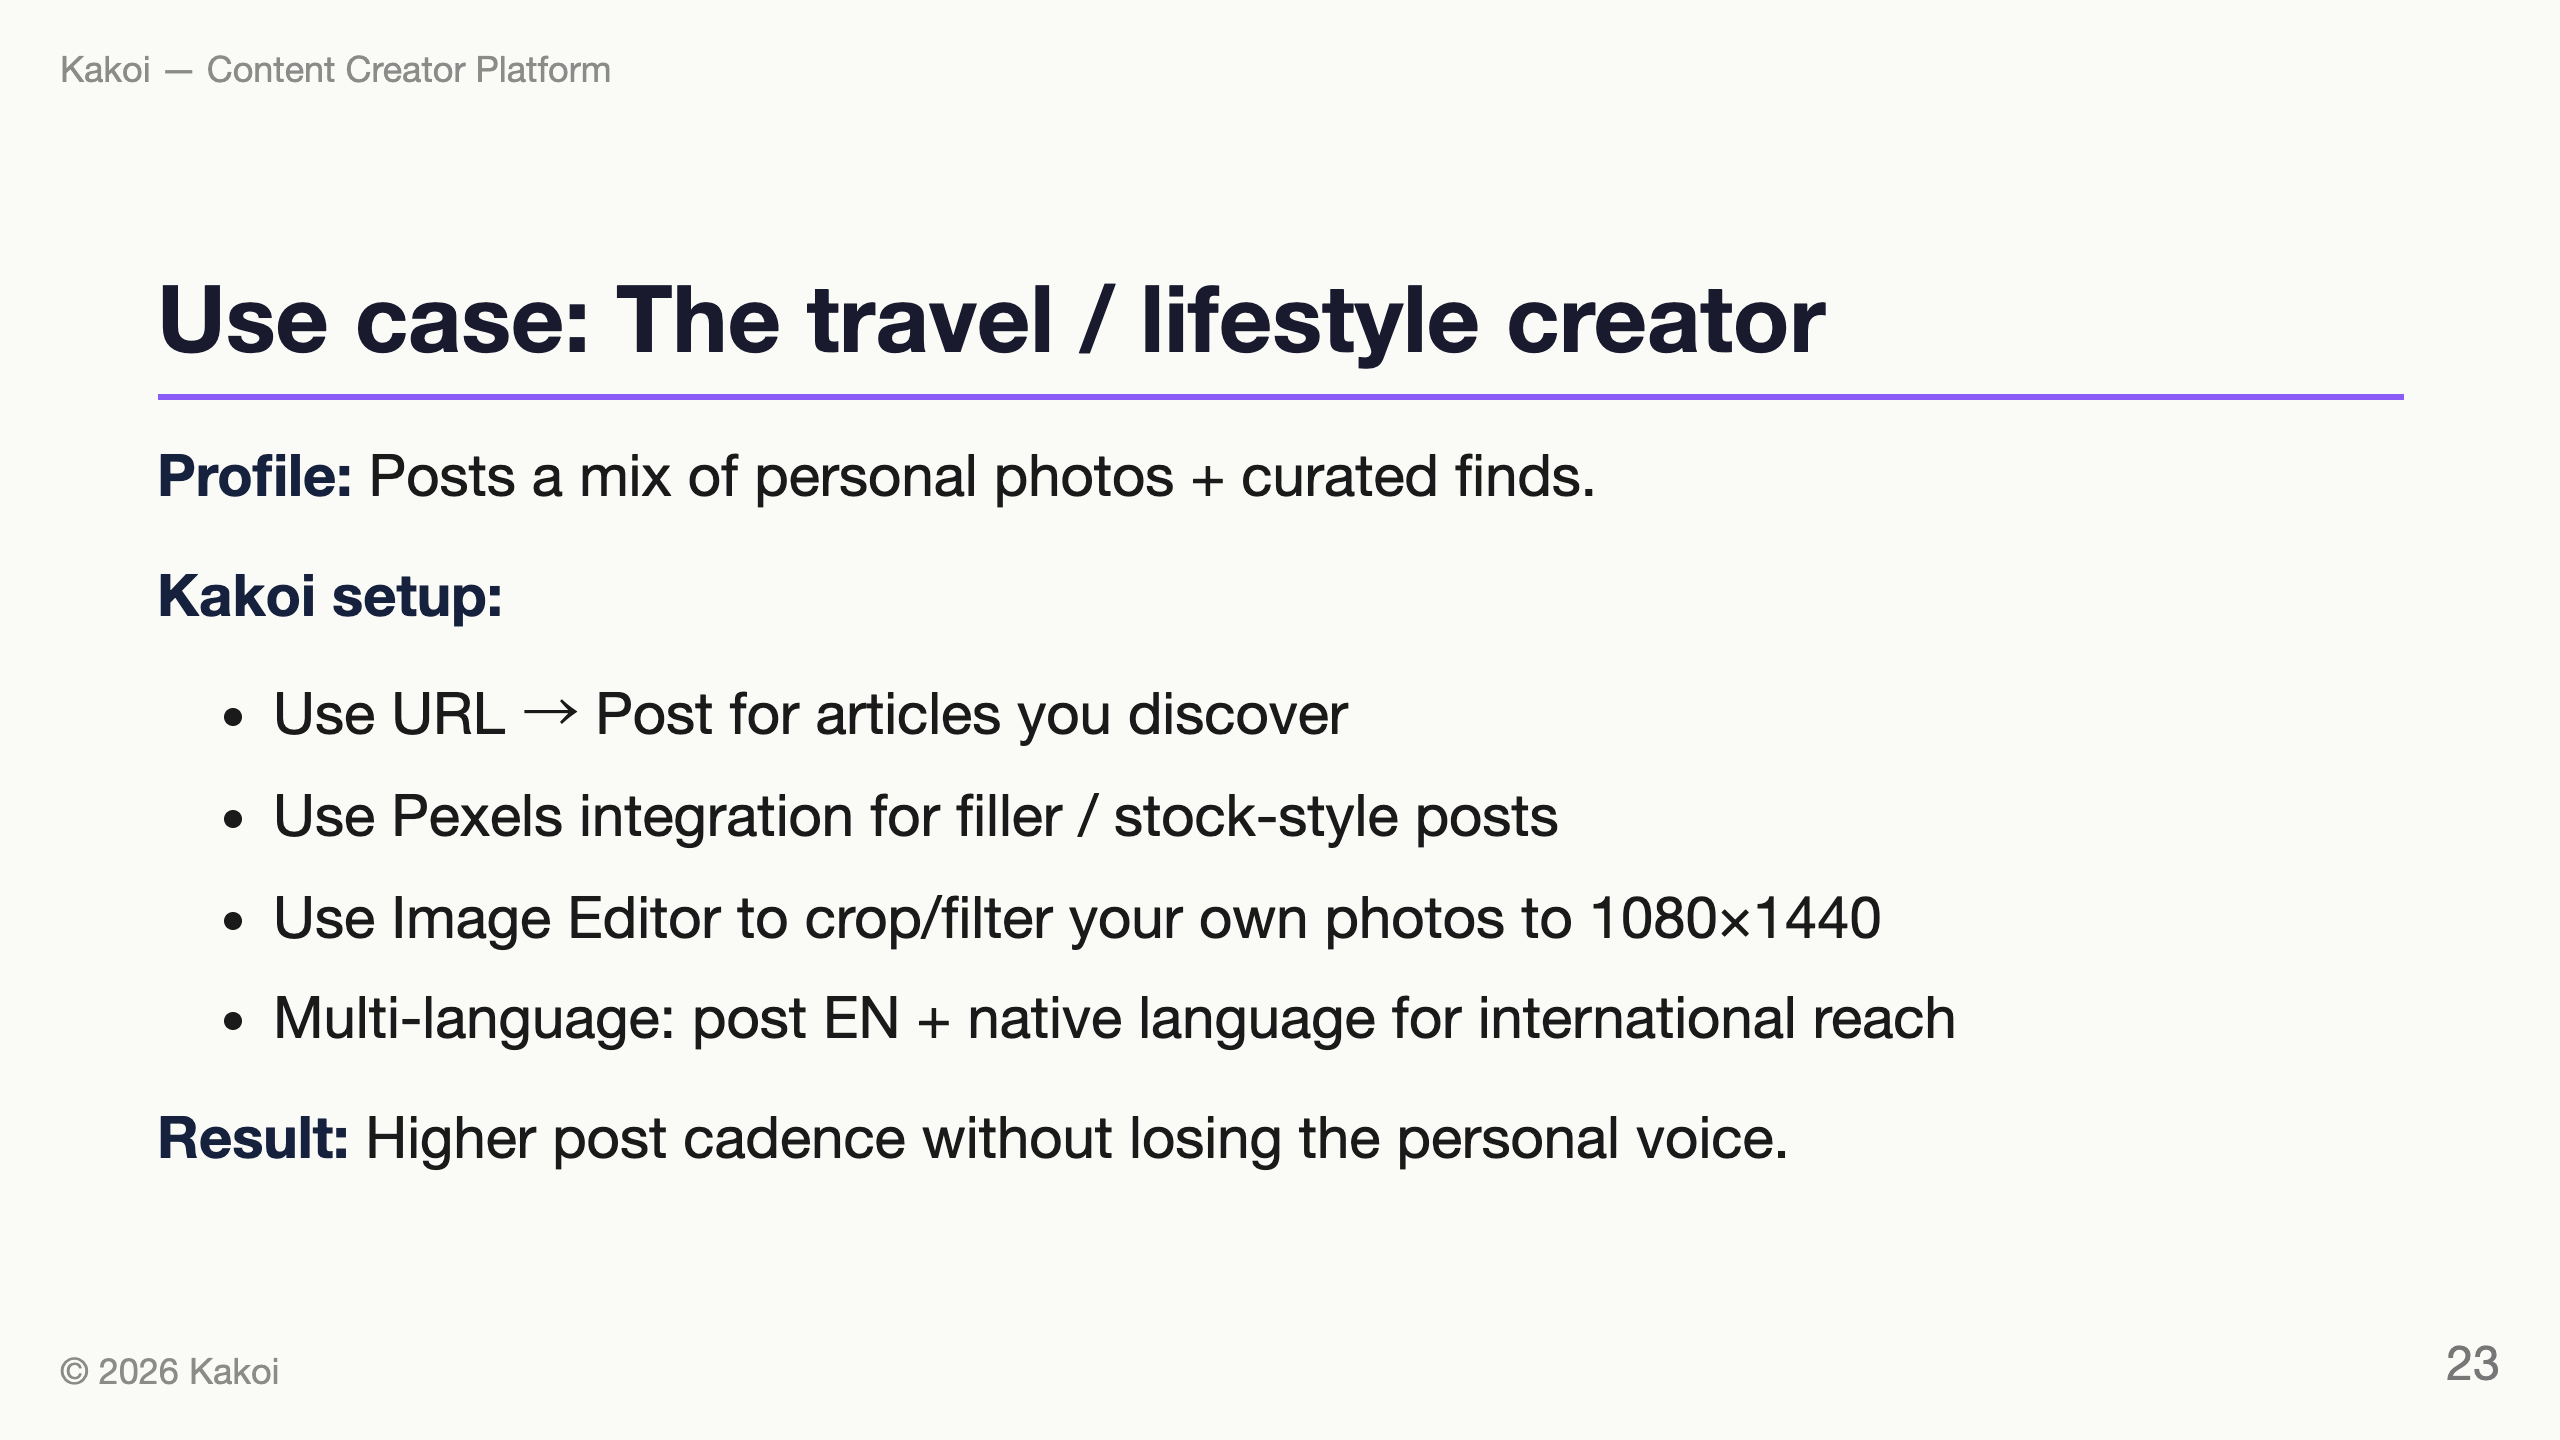 Kakoi — Content Creator Platform
Use case: The travel / lifestyle creator
Profile: Posts a mix of personal photos + curated finds.
Kakoi setup:
• Use URL → Post for articles you discover
• Use Pexels integration for filler / stock-style posts
• Use Image Editor to crop/filter your own photos to 1080×1440
• Multi-language: post EN + native language for international reach
Result: Higher post cadence without losing the personal voice.
© 2026 Kakoi
23